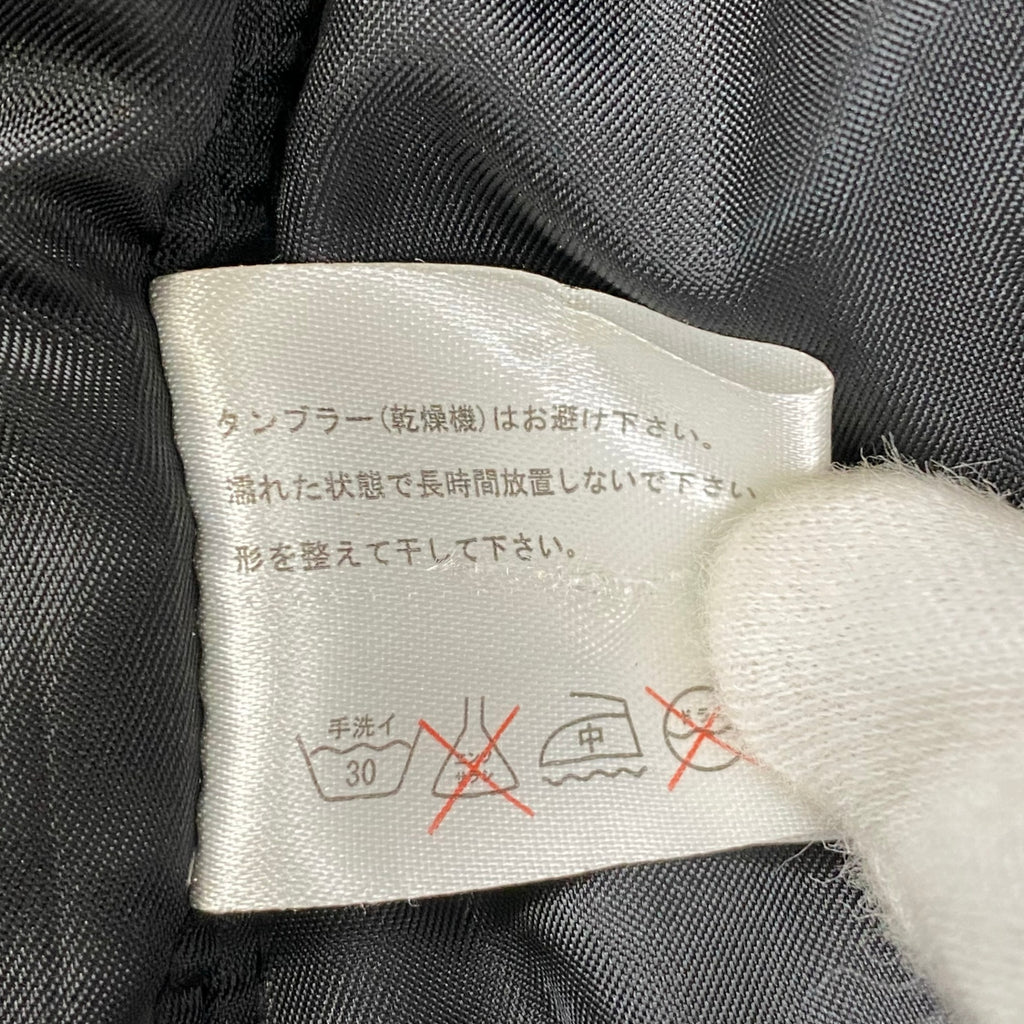 タンブラー(乾燥機)はお避け下さい。
濡れた状態で長時間放置しないで下さい
形を整えて干して下さい。
手洗イ
30
中